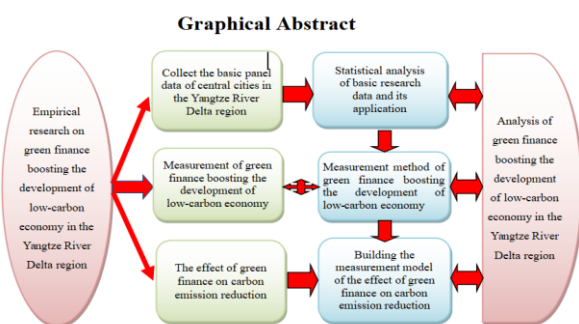 Graphical Abstract
Empirical
research on
green finance
boosting the
development of
low-carbon
economy in the
Yangtze River
Delta region
Collect the basic panel
data of central cities in
the Yangtze River
Delta region
Statistical analysis
of basic research
data and its
application
Measurement of green
finance boosting the
development of
low-carbon economy
Measurement method of
green finance boosting
the development of
low-carbon economy
The effect of green
finance on carbon
emission reduction
Building the
measurement model
of the effect of green
finance on carbon
emission reduction
Analysis of
green finance
boosting the
development
of low-carbon
economy in the
Yangtze River
Delta region